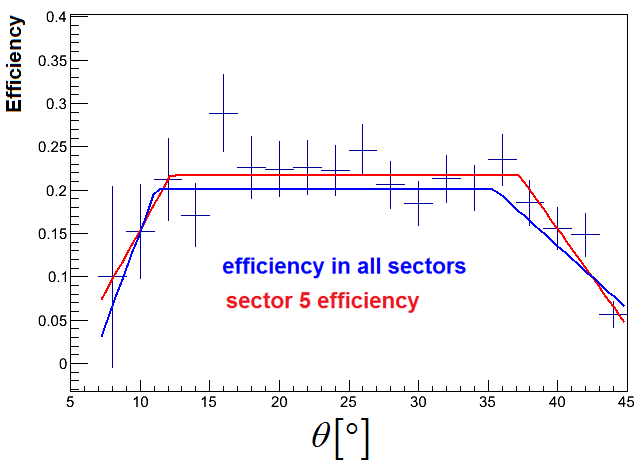 Efficiency
0.4
0.35
0.3
0.25
0.2
0.15
0.1
0.05
0
efficiency in all sectors
sector 5 efficiency
5 10 15 20 25 30 35 40 45
θ[°]